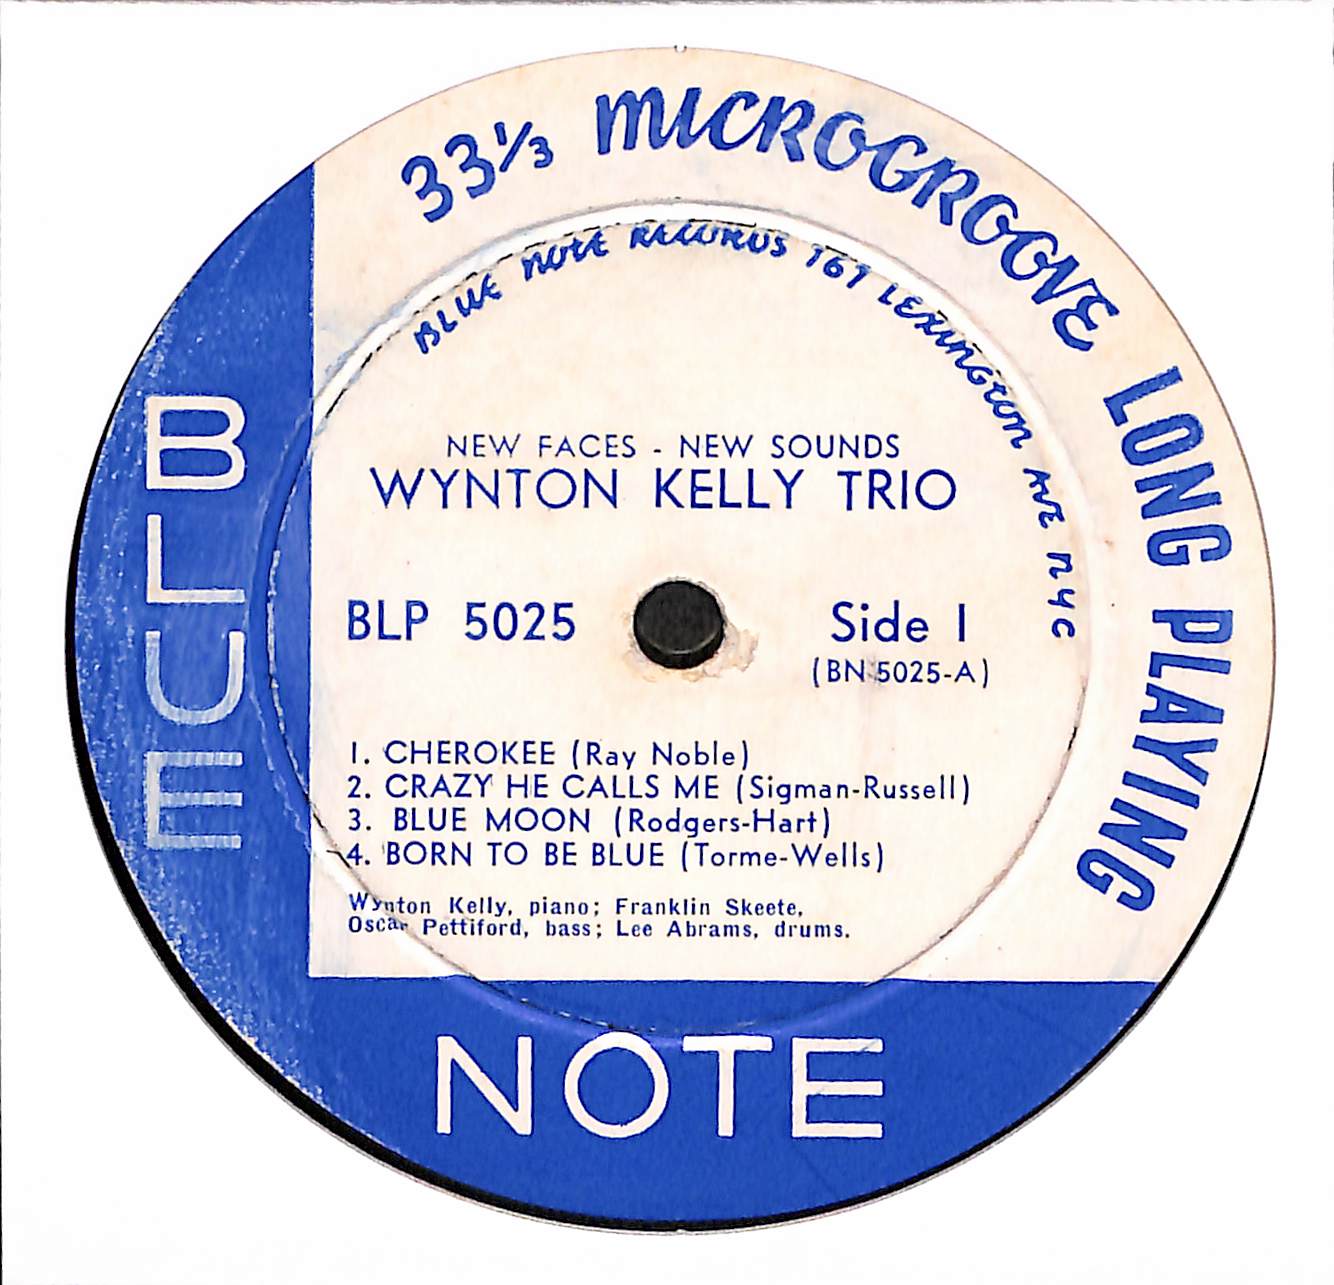 33⅓ MICROGROOVE LONG PLAYING
BLUE NOTE RECORDS 767 LEXINGTON AVE NYC
NEW FACES - NEW SOUNDS
WYNTON KELLY TRIO
BLP 5025
Side 1
(BN 5025-A)
1. CHEROKEE (Ray Noble)
2. CRAZY HE CALLS ME (Sigman-Russell)
3. BLUE MOON (Rodgers-Hart)
4. BORN TO BE BLUE (Torme-Wells)
Wynton Kelly, piano; Franklin Skeete,
Oscar Pettiford, bass; Lee Abrams, drums.
BLUE
NOTE